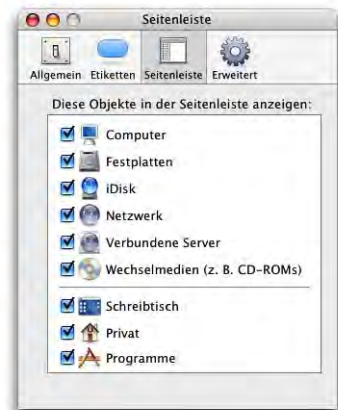 Seitenleiste
Allgemein Etiketten Seitenleiste Erweitert
Diese Objekte in der Seitenleiste anzeigen:
Computer
Festplatten
iDisk
Netzwerk
Verbundene Server
Wechselmedien (z. B. CD-ROMs)
Schreibtisch
Privat
Programme